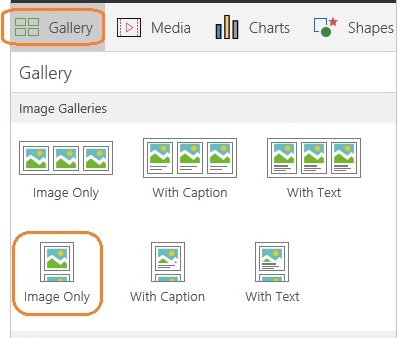 Gallery Media Charts Shapes
Gallery
Image Galleries
Image Only With Caption With Text
Image Only With Caption With Text